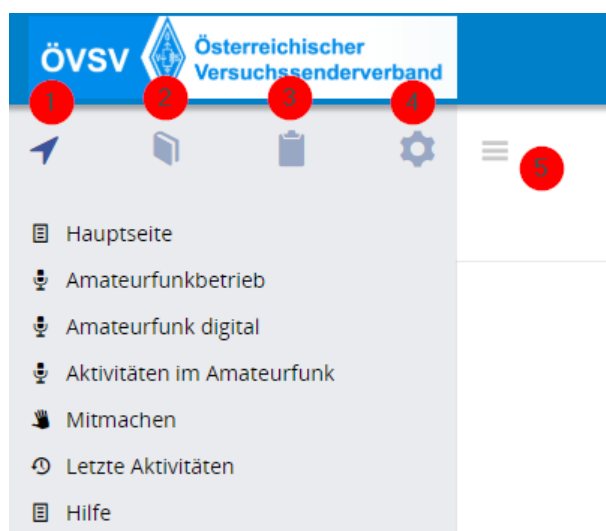 ÖVSV
Österreichischer
Versuchssenderverband
1
2
3
4
5
Hauptseite
Amateurfunkbetrieb
Amateurfunk digital
Aktivitäten im Amateurfunk
Mitmachen
Letzte Aktivitäten
Hilfe